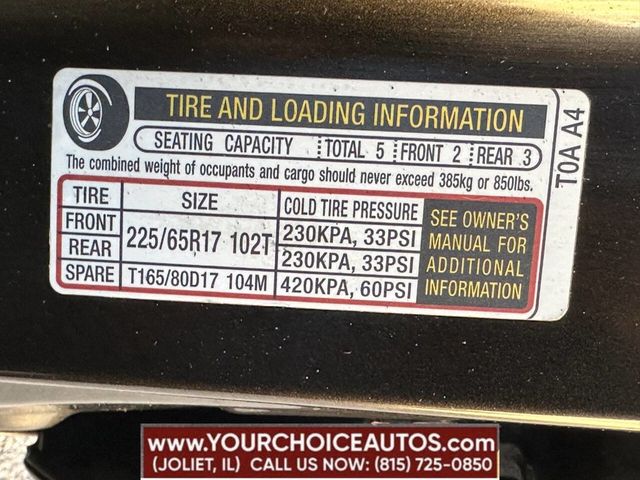 TIRE AND LOADING INFORMATION
SEATING CAPACITY TOTAL 5 FRONT 2 REAR 3
The combined weight of occupants and cargo should never exceed 385kg or 850lbs.
TIRE SIZE COLD TIRE PRESSURE
FRONT 225/65R17 102T 230KPA, 33PSI
REAR 230KPA, 33PSI
SPARE T165/80D17 104M 420KPA, 60PSI
SEE OWNER'S
MANUAL FOR
ADDITIONAL
INFORMATION
T0A A4
WWW.YOURCHOICEAUTOS.COM
(JOLIET, IL) CALL US NOW: (815) 725-0850